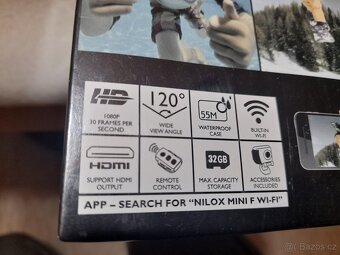 HD
1080P
30 FRAMES PER
SECOND
120°
WIDE
VIEW ANGLE
55M
WATERPROOF
CASE
BUILT-IN
WI-FI
HDMI
SUPPORT HDMI
OUTPUT
REMOTE
CONTROL
32GB
MAX. CAPACITY
STORAGE
ACCESSORIES
INCLUDED
APP – SEARCH FOR "NILOX MINI F WI-FI"
sbazos.cz